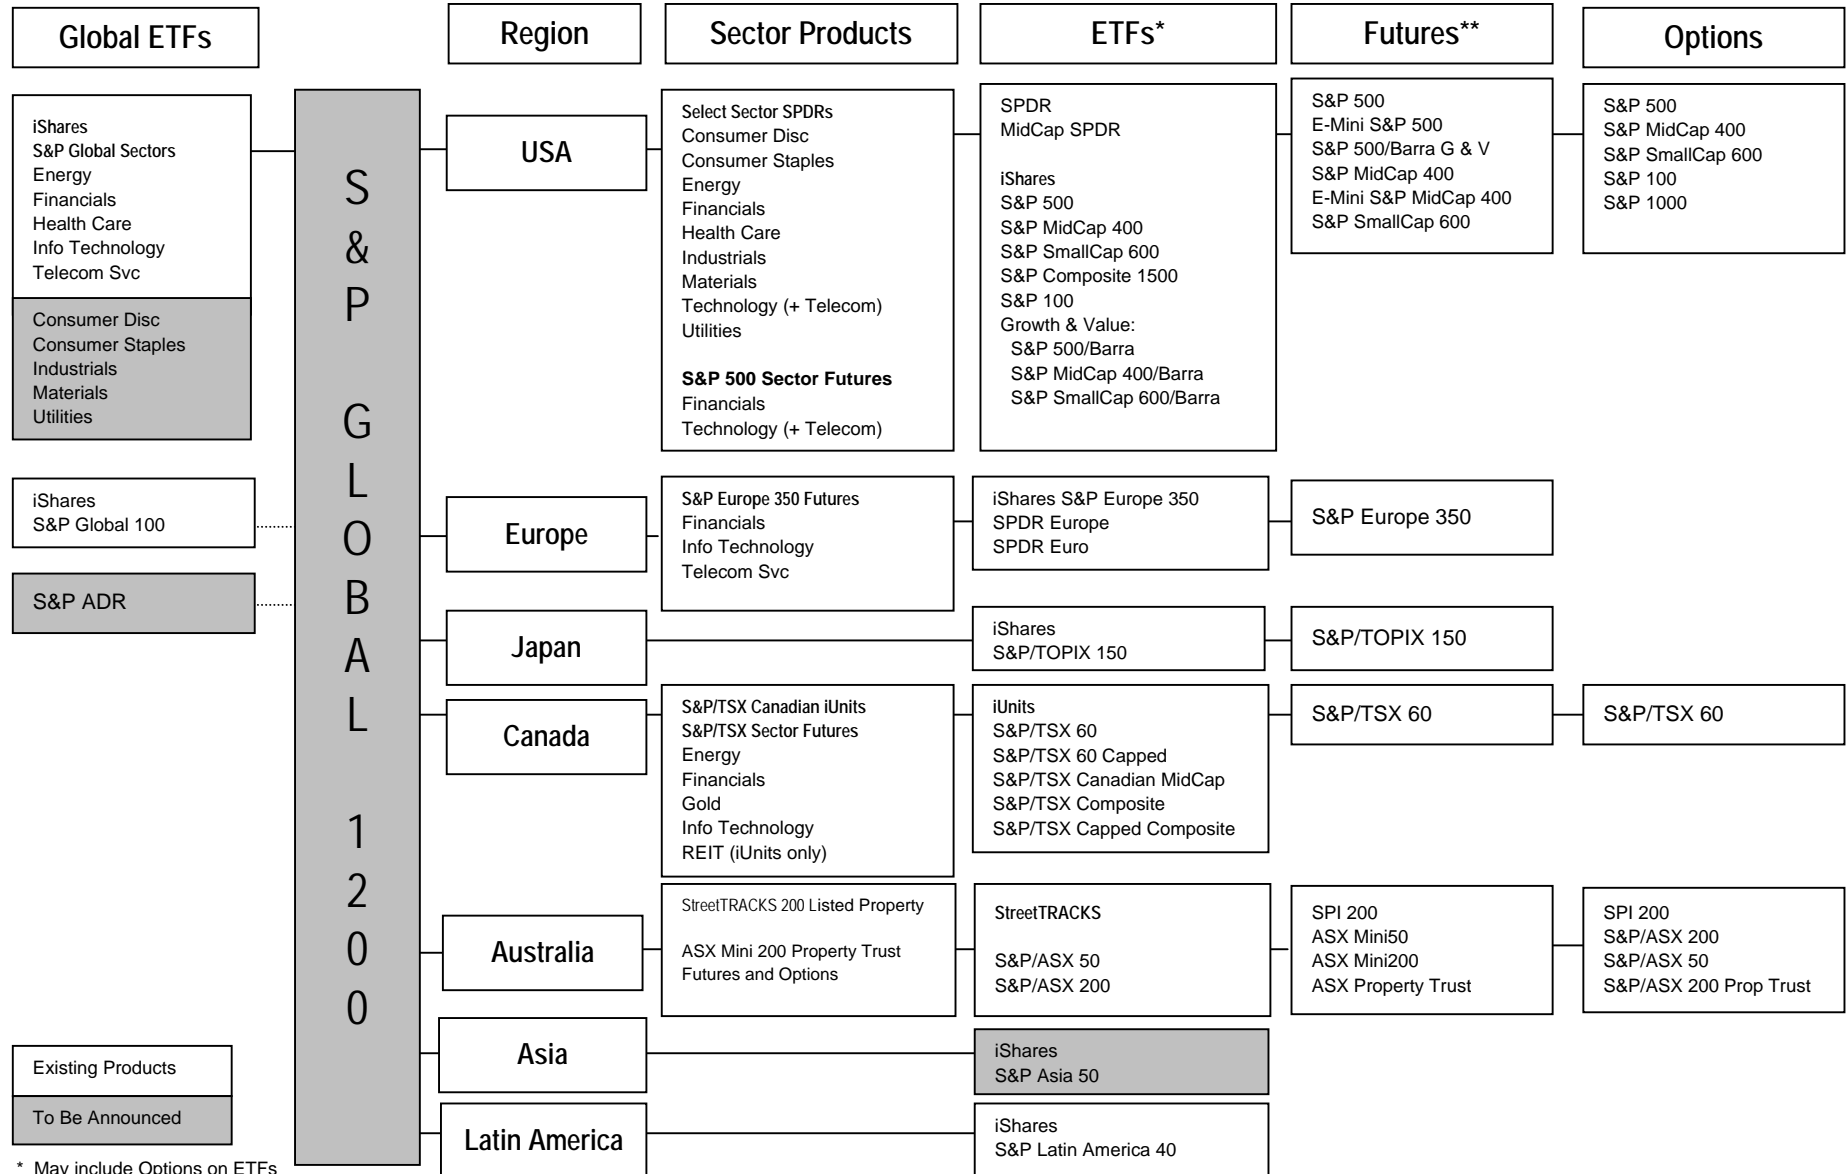 Global ETFs
Region
Sector Products
ETFs*
Futures**
Options
iShares
S&P Global Sectors
Energy
Financials
Health Care
Info Technology
Telecom Svc
Consumer Disc
Consumer Staples
Industrials
Materials
Utilities
iShares
S&P Global 100
S&P ADR
S
&
P
G
L
O
B
A
L
1
2
0
0
USA
Select Sector SPDRs
Consumer Disc
Consumer Staples
Energy
Financials
Health Care
Industrials
Materials
Technology (+ Telecom)
Utilities
S&P 500 Sector Futures
Financials
Technology (+ Telecom)
SPDR
MidCap SPDR
iShares
S&P 500
S&P MidCap 400
S&P SmallCap 600
S&P Composite 1500
S&P 100
Growth & Value:
S&P 500/Barra
S&P MidCap 400/Barra
S&P SmallCap 600/Barra
S&P 500
E-Mini S&P 500
S&P 500/Barra G & V
S&P MidCap 400
E-Mini S&P MidCap 400
S&P SmallCap 600
S&P 500
S&P MidCap 400
S&P SmallCap 600
S&P 100
S&P 1000
Europe
S&P Europe 350 Futures
Financials
Info Technology
Telecom Svc
iShares S&P Europe 350
SPDR Europe
SPDR Euro
S&P Europe 350
Japan
iShares
S&P/TOPIX 150
S&P/TOPIX 150
Canada
S&P/TSX Canadian iUnits
S&P/TSX Sector Futures
Energy
Financials
Gold
Info Technology
REIT (iUnits only)
iUnits
S&P/TSX 60
S&P/TSX 60 Capped
S&P/TSX Canadian MidCap
S&P/TSX Composite
S&P/TSX Capped Composite
S&P/TSX 60
S&P/TSX 60
Australia
StreetTRACKS 200 Listed Property
ASX Mini 200 Property Trust
Futures and Options
StreetTRACKS
S&P/ASX 50
S&P/ASX 200
SPI 200
ASX Mini50
ASX Mini200
ASX Property Trust
SPI 200
S&P/ASX 200
S&P/ASX 50
S&P/ASX 200 Prop Trust
Asia
iShares
S&P Asia 50
Latin America
iShares
S&P Latin America 40
Existing Products
To Be Announced
* May include Options on ETFs